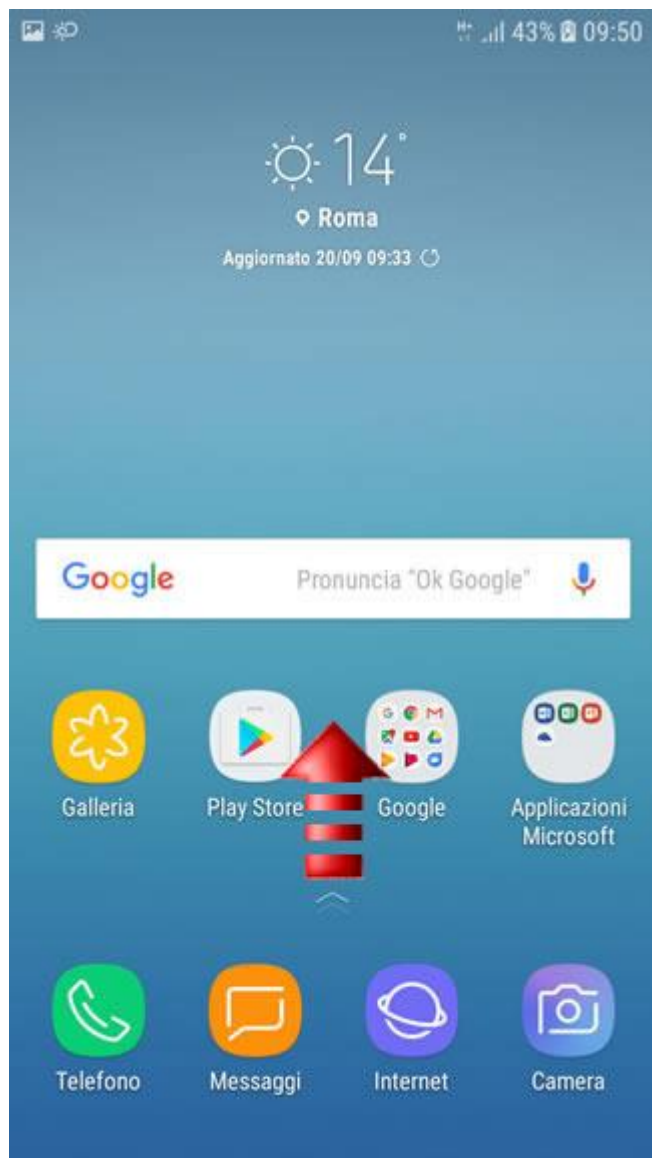 H+ 43% 09:50
14°
Roma
Aggiornato 20/09 09:33
Google Pronuncia "Ok Google"
Galleria Play Store Google Applicazioni
Microsoft
Telefono Messaggi Internet Camera